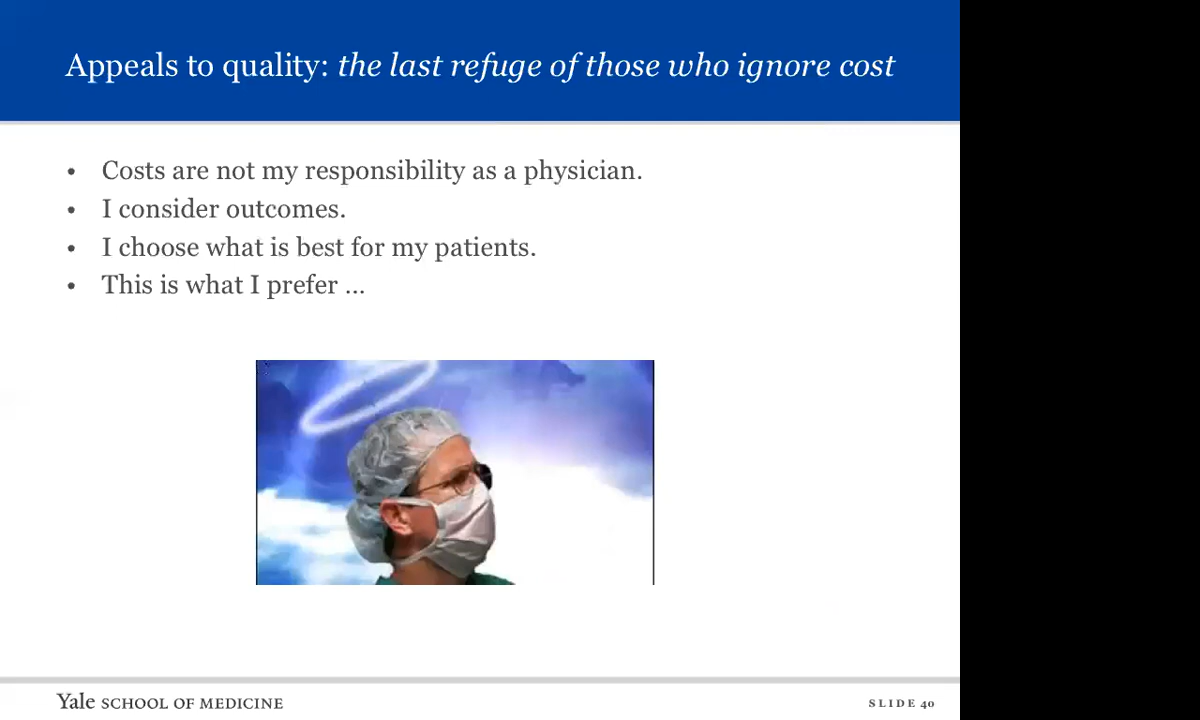 Appeals to quality: the last refuge of those who ignore cost
• Costs are not my responsibility as a physician.
• I consider outcomes.
• I choose what is best for my patients.
• This is what I prefer ...
Yale SCHOOL OF MEDICINE
SLIDE 40